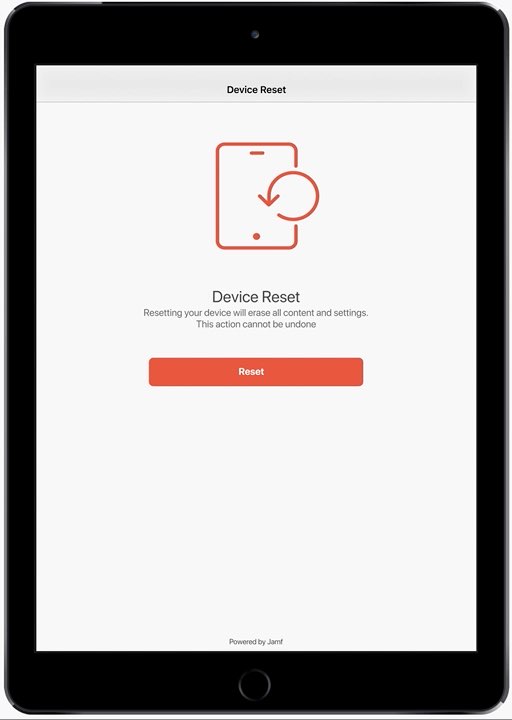 Device Reset
Device Reset
Resetting your device will erase all content and settings.
This action cannot be undone
Reset
Powered by Jamf